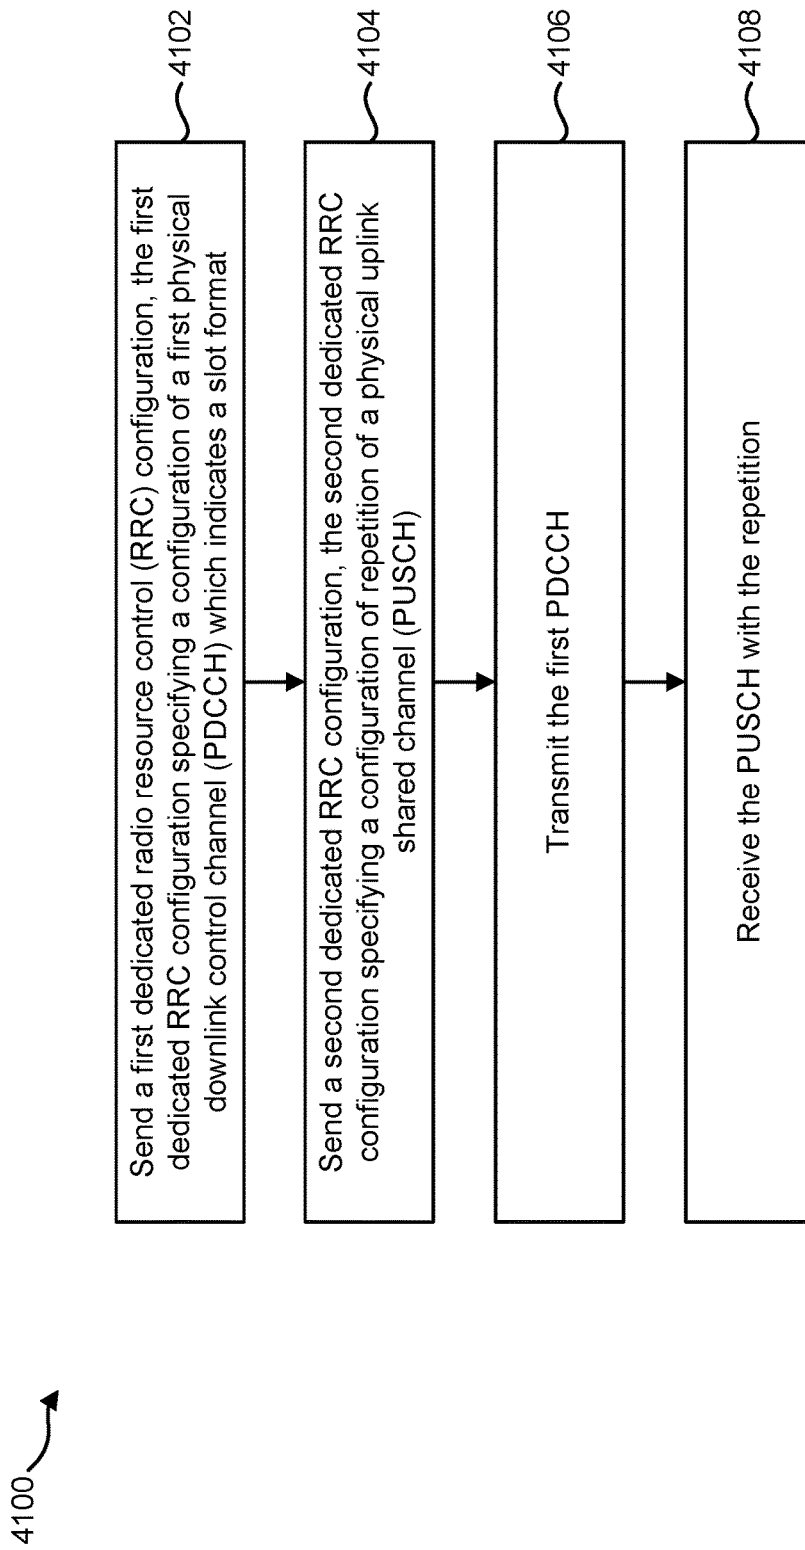 4100
Send a first dedicated radio resource control (RRC) configuration, the first
dedicated RRC configuration specifying a configuration of a first physical
downlink control channel (PDCCH) which indicates a slot format
4102
Send a second dedicated RRC configuration, the second dedicated RRC
configuration specifying a configuration of repetition of a physical uplink
shared channel (PUSCH)
4104
Transmit the first PDCCH
4106
Receive the PUSCH with the repetition
4108